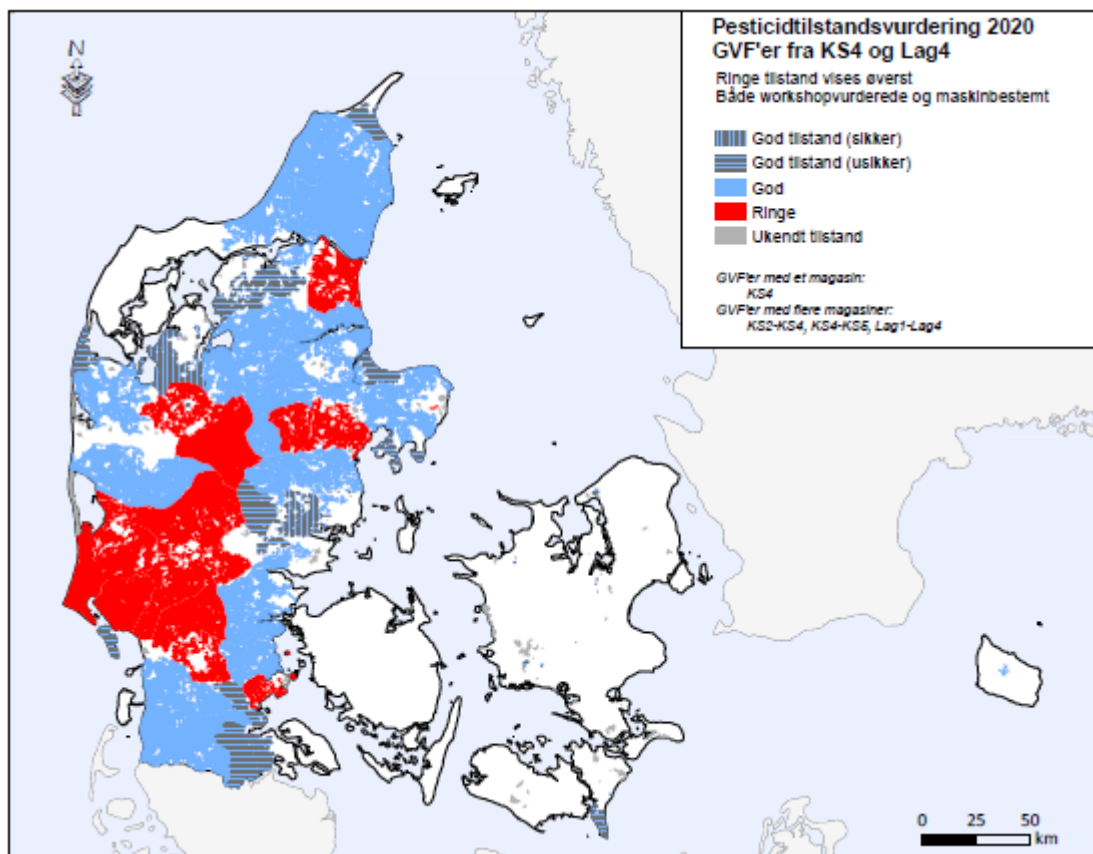 Pesticidtilstandsvurdering 2020
GVF'er fra KS4 og Lag4
Ringe tilstand vises øverst
Både workshopvurderede og maskinbestemt
God tilstand (sikker)
God tilstand (usikker)
God
Ringe
Ukendt tilstand
GVF'er med et magasin:
KS4
GVF'er med flere magasiner:
KS2-KS4, KS4-KS5, Lag1-Lag4
N
0 25 50
km